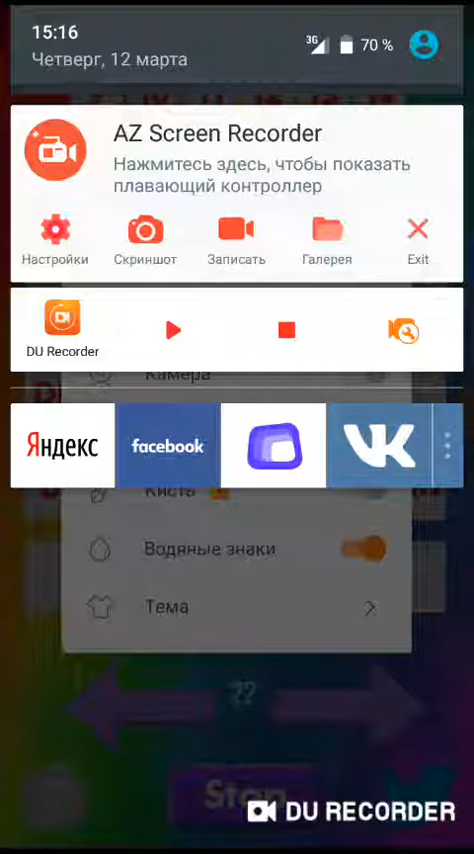 15:16
3G
70 %
Четверг, 12 марта
AZ Screen Recorder
Нажмитесь здесь, чтобы показать
плавающий контроллер
Настройки
Скриншот
Записать
Галерея
Exit
DU Recorder
Камера
Яндекс
facebook
VK
Кисть
Водяные знаки
Тема
22
Stop
DU RECORDER